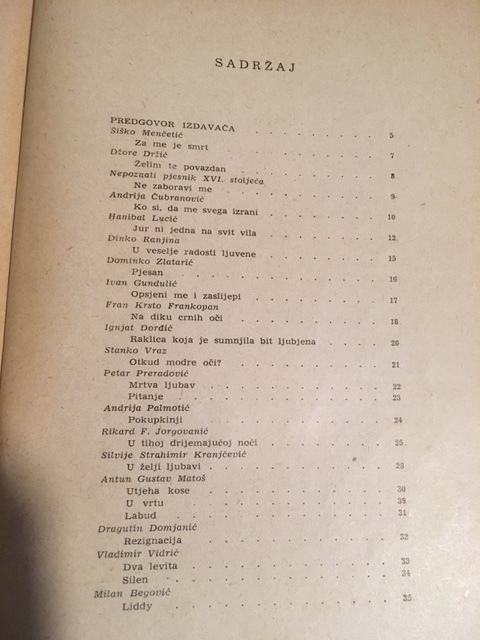 SADRŽAJ
PREDGOVOR IZDAVAČA . . . . . . . . 5
Šiško Menčetić
Za me je smrt . . . . . . . . 7
Džore Držić
Želim te povazdan . . . . . . . . 8
Nepoznati pjesnik XVI. stoljeća
Ne zaboravi me . . . . . . . . 9
Andrija Čubranović
Ko si, da me svega izrani . . . . . . 10
Hanibal Lucić
Jur ni jedna na svit vila . . . . . . 12
Dinko Ranjina
U veselje radosti ljuvene . . . . . . 15
Dominko Zlatarić
Pjesan . . . . . . . . . . 16
Ivan Gundulić
Opsjeni me i zaslijepi . . . . . . . 17
Fran Krsto Frankopan
Na diku crnih oči . . . . . . . . 18
Ignjat Đorđić
Raklica koja je sumnjila bit ljubjena . . . . 20
Stanko Vraz
Otkud modre oči? . . . . . . . . 21
Petar Preradović
Mrtva ljubav . . . . . . . . . 22
Pitanje . . . . . . . . . . 23
Andrija Palmotić
Pokupkinji . . . . . . . . . 24
Rikard F. Jorgovanić
U tihoj drijemajućoj noći . . . . . . 25
Silvije Strahimir Kranjčević
U želji ljubavi . . . . . . . . . 28
Antun Gustav Matoš
Utjeha kose . . . . . . . . . 30
U vrtu . . . . . . . . . . 39
Labud . . . . . . . . . . 31
Dragutin Domjanić
Rezignacija . . . . . . . . . 32
Vladimir Vidrić
Dva levita . . . . . . . . . 33
Silen . . . . . . . . . . 34
Milan Begović
Liddy . . . . . . . . . . 35